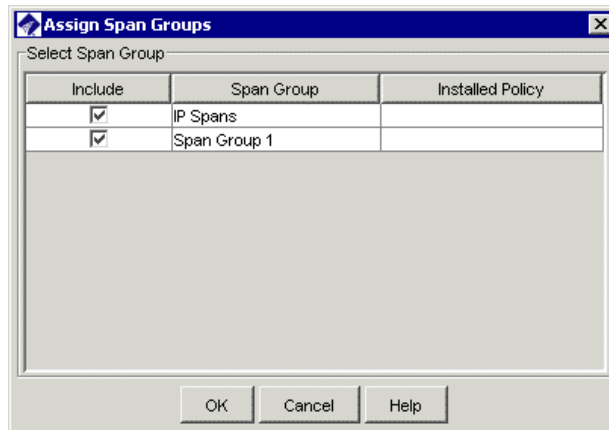 Assign Span Groups
Select Span Group
Include Span Group Installed Policy
IP Spans
Span Group 1
OK Cancel Help